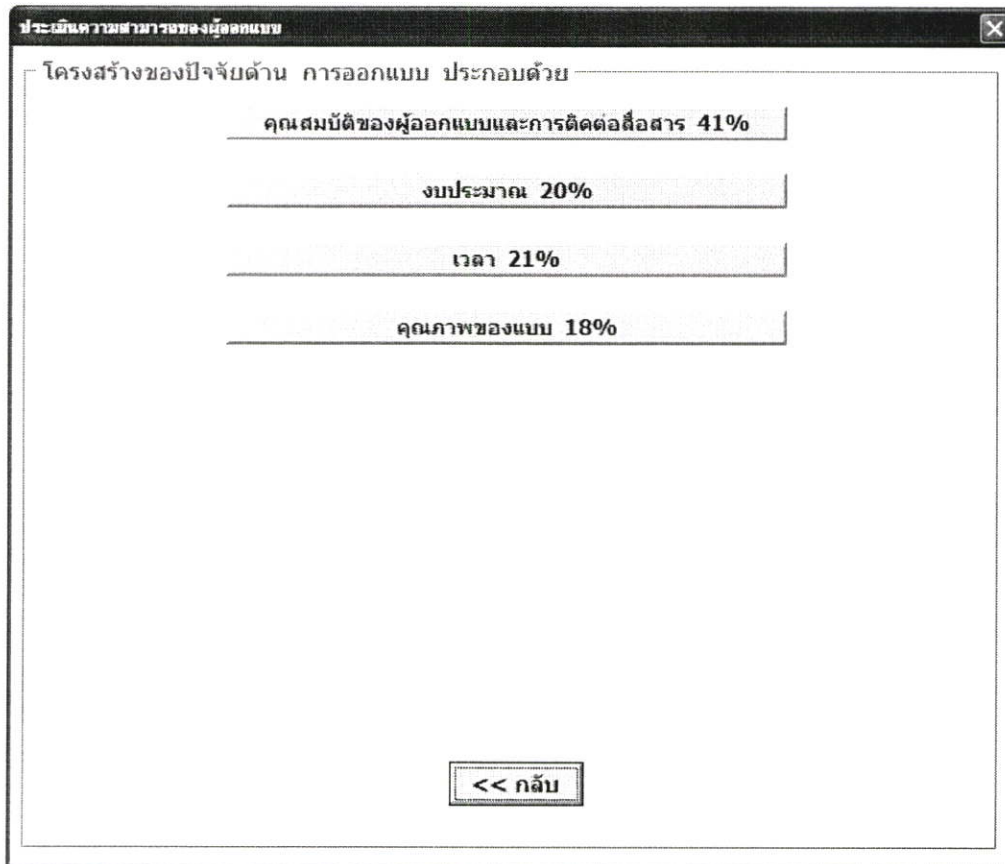 ประเมินความสามารถของผู้ออกแบบ
โครงสร้างของปัจจัยด้าน การออกแบบ ประกอบด้วย
คุณสมบัติของผู้ออกแบบและการติดต่อสื่อสาร 41%
งบประมาณ 20%
เวลา 21%
คุณภาพของแบบ 18%
<< กลับ